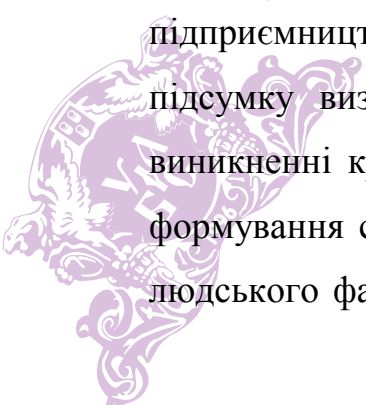 підприємницт
підсумку виз
виникненні к
формування с
людського фа